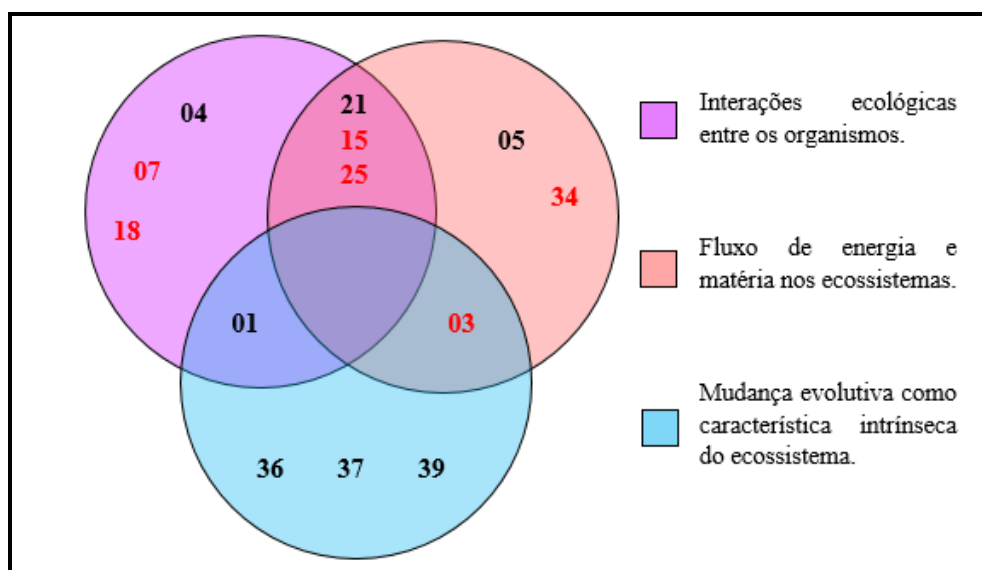 04
07
18
21
15
25
05
34
01
03
36 37 39
Interações ecológicas
entre os organismos.
Fluxo de energia e
matéria nos ecossistemas.
Mudança evolutiva como
característica intrínseca
do ecossistema.